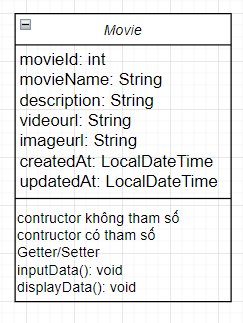 Movie
movieId: int
movieName: String
description: String
videourl: String
imageurl: String
createdAt: LocalDateTime
updatedAt: LocalDateTime
contructor không tham số
contructor có tham số
Getter/Setter
inputData(): void
displayData(): void